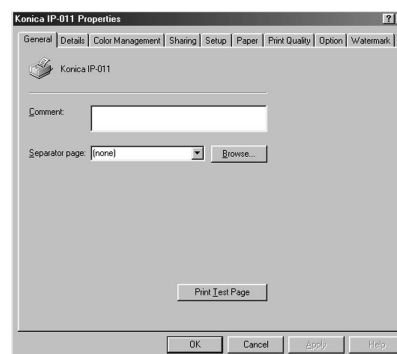 Konica IP-011 Properties
General Details Color Management Sharing Setup Paper Print Quality Option Watermark
Konica IP-011
Comment:
Separator page: (none) Browse...
Print Test Page
OK Cancel Apply Help